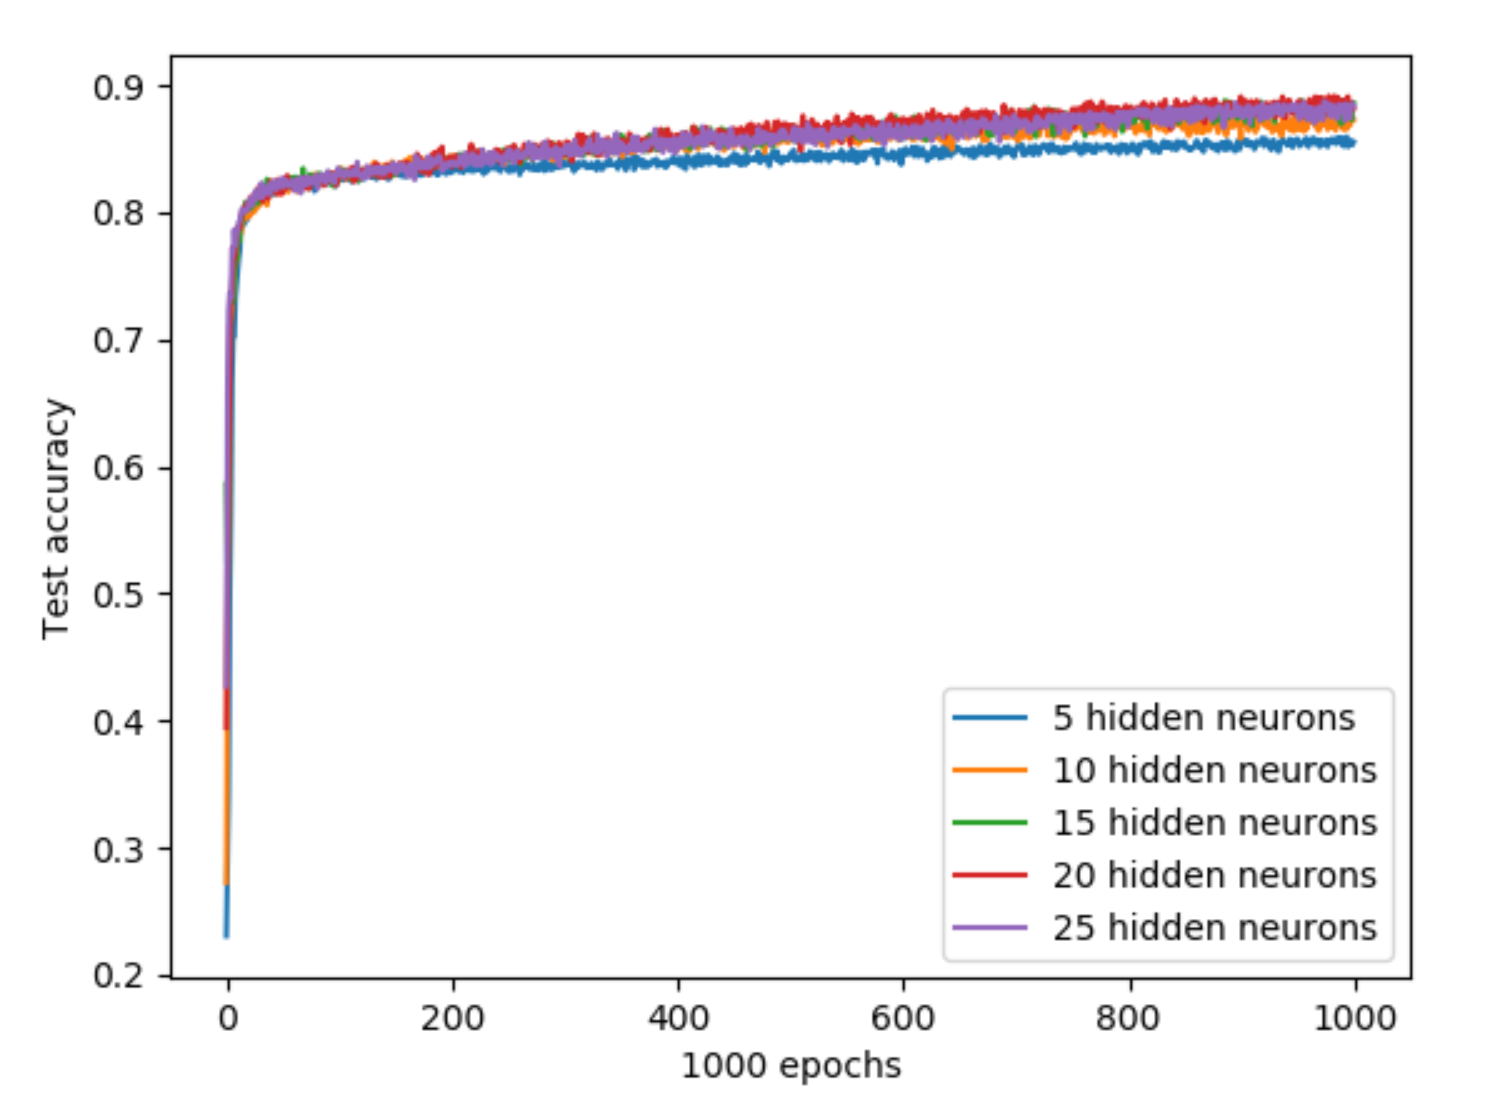 0.9
0.8
0.7
0.6
0.5
0.4
0.3
0.2
Test accuracy
5 hidden neurons
10 hidden neurons
15 hidden neurons
20 hidden neurons
25 hidden neurons
0 200 400 600 800 1000
1000 epochs